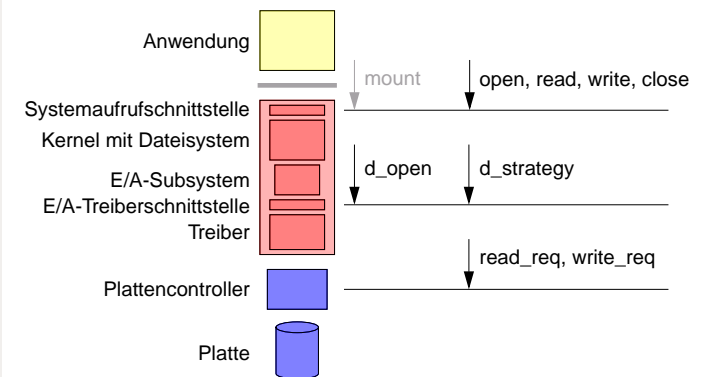 Anwendung
mount
open, read, write, close
Systemaufrufschnittstelle
Kernel mit Dateisystem
E/A-Subsystem
d_open
d_strategy
E/A-Treiberschnittstelle
Treiber
read_req, write_req
Plattencontroller
Platte